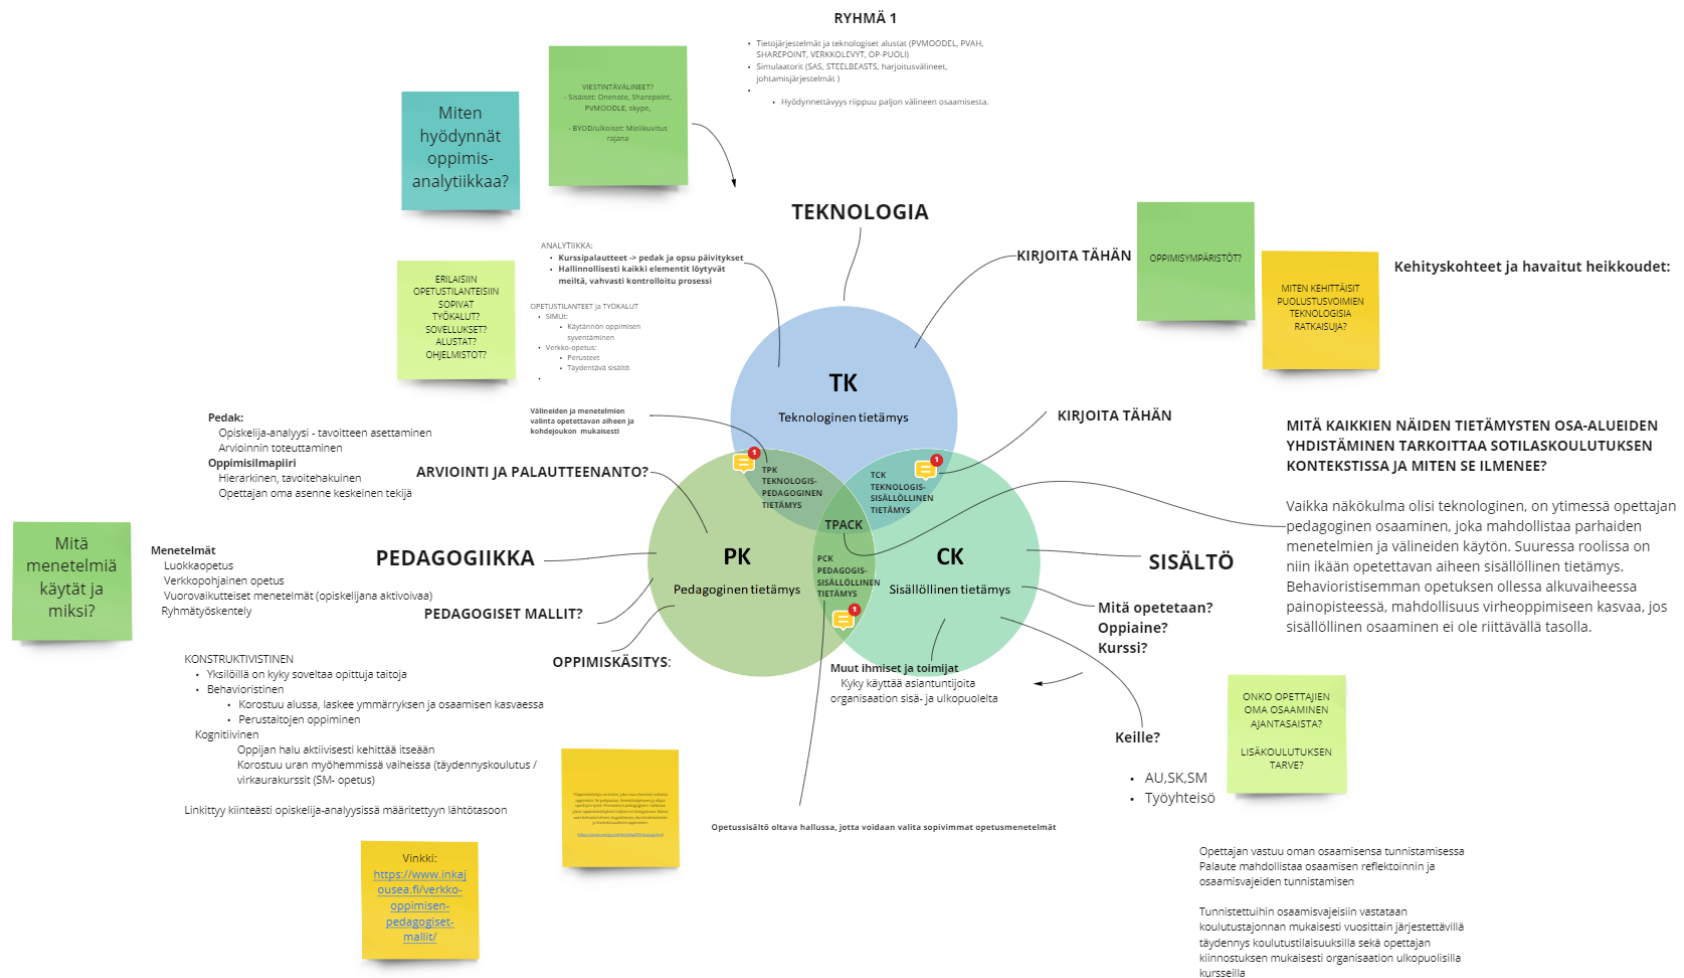 RYHMÄ 1
Tietojärjestelmät ja teknologiset alustat (PVMOODEL, PVAH,
SHAREPOINT, VERKKOLEVYT, OP-PUOLI)
Simulaatorit (SAS, STEELBEASTS, harjoitusvälineet,
johtamisjärjestelmät )
Hyödynnettävyys riippuu paljon välineen osaamisesta.
VIESTINTÄVÄLINEET?
- Sisäiset: Onenote, Sharepoint,
PVMOODLE, skype,
- BYOD/ulkoiset: Mielikuvitus
rajana
Miten
hyödynnät
oppimis-
analytiikkaa?
TEKNOLOGIA
ANALYTIIKKA:
Kurssipalautteet -> pedak ja opsu päivitykset
Hallinnollisesti kaikki elementit löytyvät
meiltä, vahvasti kontrolloitu prosessi
KIRJOITA TÄHÄN
OPPIMISYMPÄRISTÖT?
MITEN KEHITTÄISIT
PUOLUSTUSVOIMIEN
TEKNOLOGISIA
RATKAISUJA?
Kehityskohteet ja havaitut heikkoudet:
ERILAISIIN
OPETUSTILANTEISIIN
SOPIVAT
TYÖKALUT?
SOVELLUKSET?
ALUSTAT?
OHJELMISTOT?
OPETUSTILANTEET ja TYÖKALUT
SIMUt:
Käytännön oppimisen
syventäminen
Verkko-opetus:
Perusteet
Täydentävä sisältö
TK
Teknologinen tietämys
Välineiden ja menetelmien
valinta opetettavan aiheen ja
kohdejoukon mukaisesti
KIRJOITA TÄHÄN
Pedak:
Opiskelija-analyysi - tavoitteen asettaminen
Arvioinnin toteuttaminen
Oppimisilmapiiri
Hierarkinen, tavoitehakuinen
Opettajan oma asenne keskeinen tekijä
ARVIOINTI JA PALAUTTEENANTO?
1
TPK
TEKNOLOGIS-
PEDAGOGINEN
TIETÄMYS
1
TCK
TEKNOLOGIS-
SISÄLLÖLLINEN
TIETÄMYS
TPACK
MITÄ KAIKKIEN NÄIDEN TIETÄMYSTEN OSA-ALUEIDEN
YHDISTÄMINEN TARKOITTAA SOTILASKOULUTUKSEN
KONTEKSTISSA JA MITEN SE ILMENEE?
Vaikka näkökulma olisi teknologinen, on ytimessä opettajan
pedagoginen osaaminen, joka mahdollistaa parhaiden
menetelmien ja välineiden käytön. Suuressa roolissa on
niin ikään opetettavan aiheen sisällöllinen tietämys.
Behavioristisemman opetuksen ollessa alkuvaiheessa
painopisteessä, mahdollisuus virheoppimiseen kasvaa, jos
sisällöllinen osaaminen ei ole riittävällä tasolla.
Mitä
menetelmiä
käytät ja
miksi?
Menetelmät
Luokkaopetus
Verkkopohjainen opetus
Vuorovaikutteiset menetelmät (opiskelijana aktivoivaa)
Ryhmätyöskentely
PEDAGOGIIKKA
PEDAGOGISET MALLIT?
OPPIMISKÄSITYS:
PK
Pedagoginen tietämys
PCK
PEDAGOGIS-
SISÄLLÖLLINEN
TIETÄMYS
1
CK
Sisällöllinen tietämys
SISÄLTÖ
Mitä opetetaan?
Oppiaine?
Kurssi?
Muut ihmiset ja toimijat
Kyky käyttää asiantuntijoita
organisaation sisä- ja ulkopuolelta
KONSTRUKTIVISTINEN
Yksilöillä on kyky soveltaa opittuja taitoja
Behavioristinen
Korostuu alussa, laskee ymmärryksen ja osaamisen kasvaessa
Perustaitojen oppiminen
Kognitiivinen
Oppijan halu aktiivisesti kehittää itseään
Korostuu uran myöhemmissä vaiheissa (täydennyskoulutus /
virkaurakurssit (SM- opetus)
Linkittyy kiinteästi opiskelija-analyysissä määritettyyn lähtötasoon
Keille?
AU,SK,SM
Työyhteisö
ONKO OPETTAJIEN
OMA OSAAMINEN
AJANTASAISTA?
LISÄKOULUTUKSEN
TARVE?
Opetussisältö oltava hallussa, jotta voidaan valita sopivimmat opetusmenetelmät
Vinkki:
https://www.inkaj
ousea.fi/verkko-
oppimisen-
pedagogiset-
mallit/
Opettajan vastuu oman osaamisensa tunnistamisessa
Palaute mahdollistaa osaamisen reflektoinnin ja
osaamisvajeiden tunnistamisen
Tunnistettuihin osaamisvajeisiin vastataan
koulutustajonnan mukaisesti vuosittain järjestettävillä
täydennys koulutustilaisuuksilla sekä opettajan
kiinnostuksen mukaisesti organisaation ulkopuolisilla
kursseilla